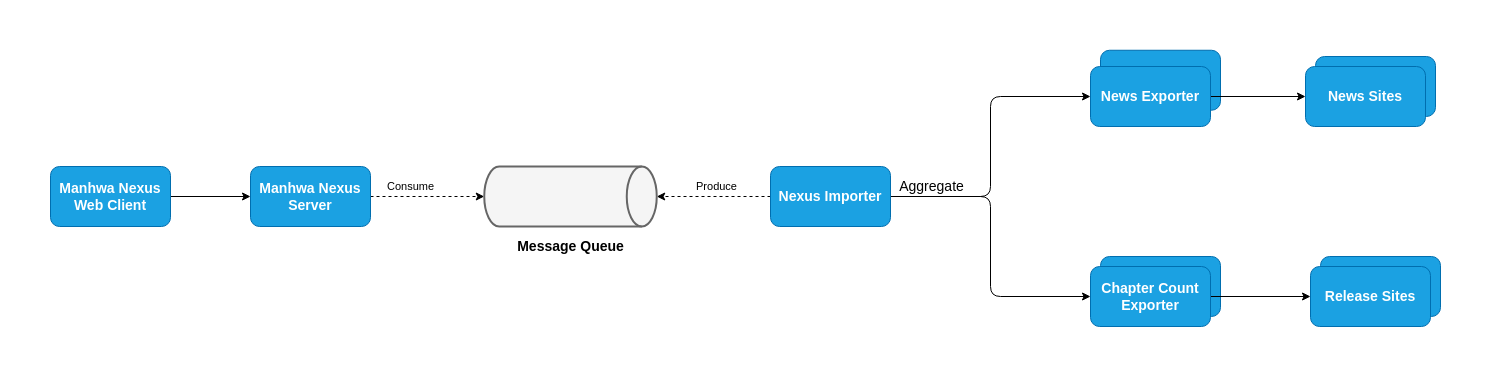 Manhwa Nexus
Web Client
Manhwa Nexus
Server
Consume
Message Queue
Produce
Nexus Importer
Aggregate
News Exporter
News Sites
Chapter Count
Exporter
Release Sites